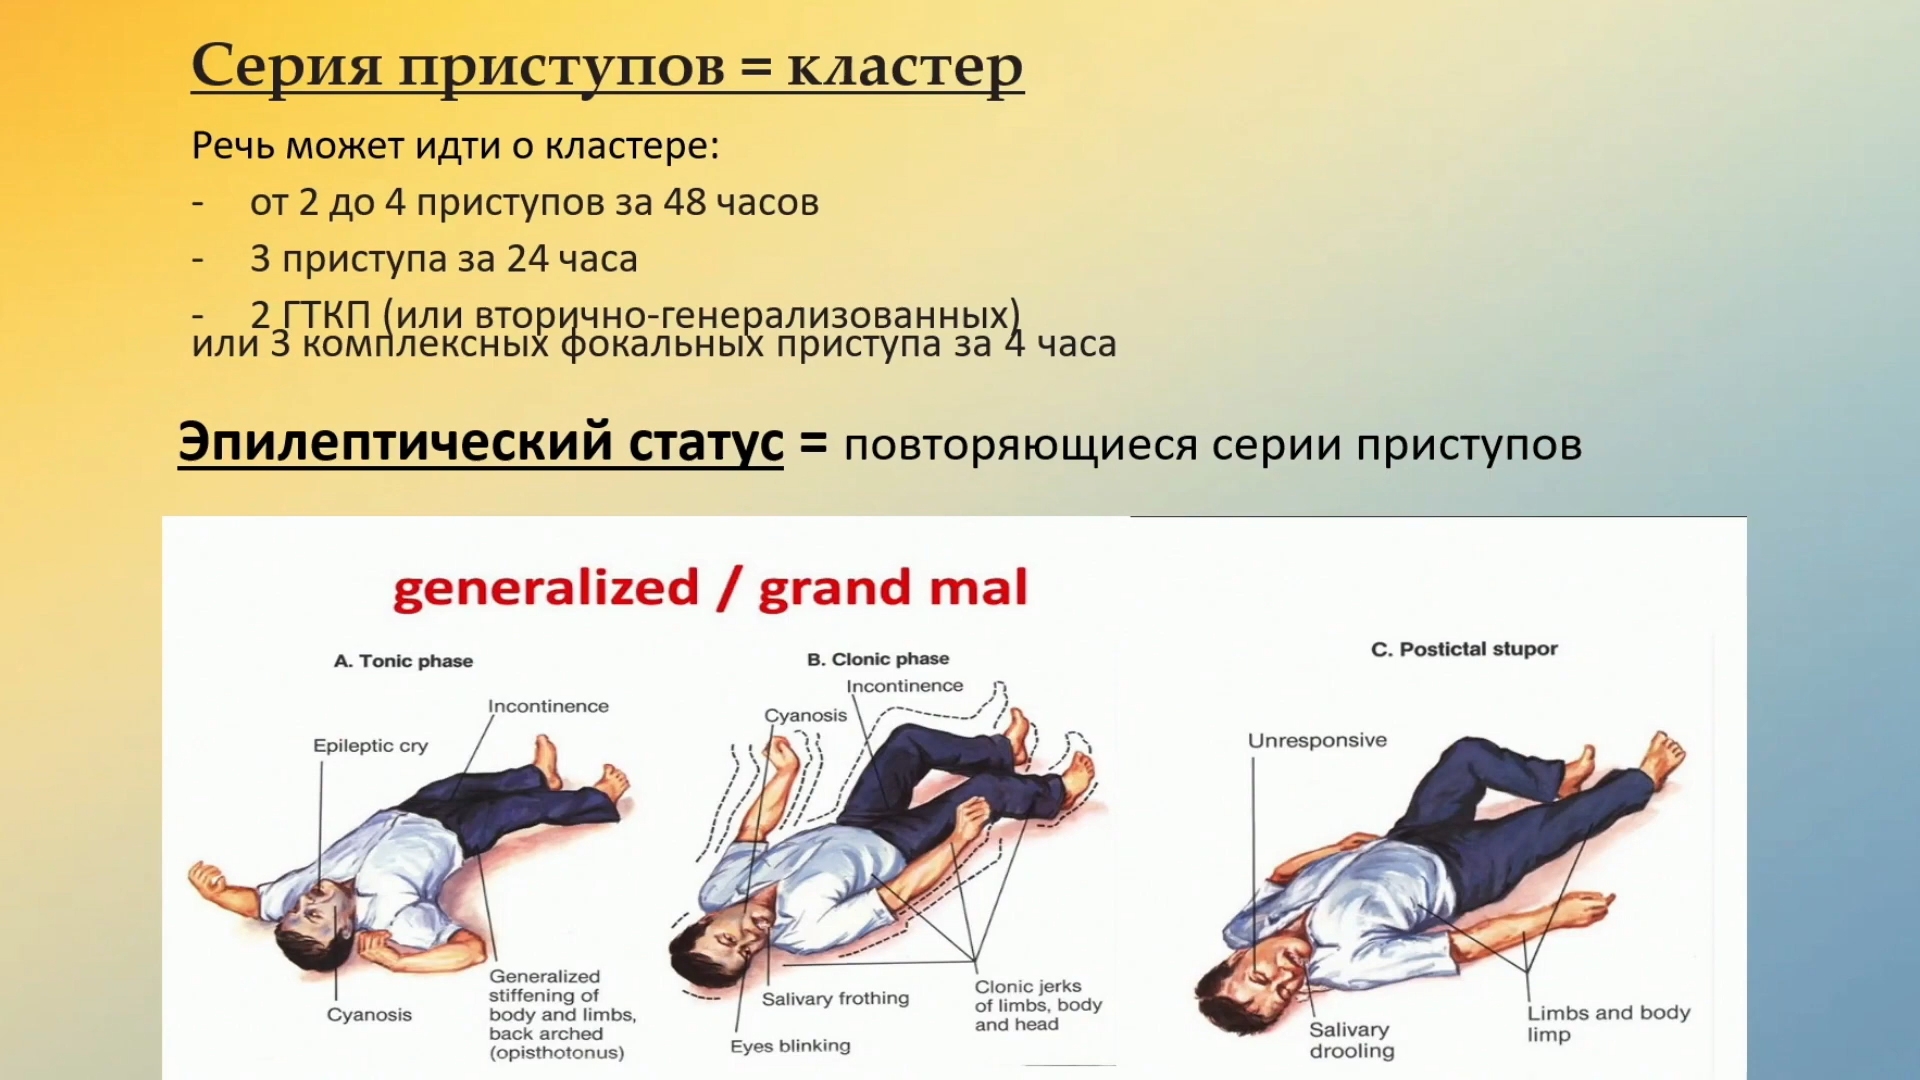 Серия приступов = кластер
Речь может идти о кластере:
- от 2 до 4 приступов за 48 часов
- 3 приступа за 24 часа
- 2 ГТКП (или вторично-генерализованных)
или 3 комплексных фокальных приступа за 4 часа
Эпилептический статус = повторяющиеся серии приступов
generalized / grand mal
A. Tonic phase
Incontinence
Epileptic cry
Cyanosis
Generalized
stiffening of
body and limbs,
back arched
(opisthotonus)
B. Clonic phase
Incontinence
Cyanosis
Salivary frothing
Eyes blinking
Clonic jerks
of limbs, body
and head
C. Postictal stupor
Unresponsive
Salivary
drooling
Limbs and body
limp